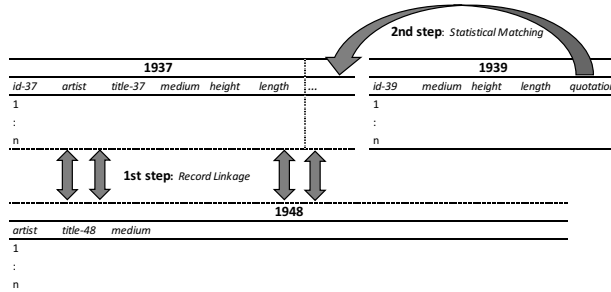 2nd step: Statistical Matching
1937
id-37 artist title-37 medium height length ...
1
:
n
1939
id-39 medium height length quotation
1
:
n
1st step: Record Linkage
1948
artist title-48 medium
1
:
n